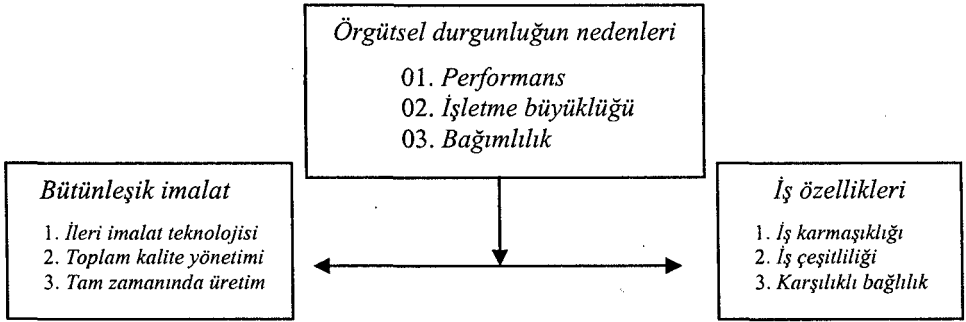 Örgütsel durgunluğun nedenleri
01. Performans
02. İşletme büyüklüğü
03. Bağımlılık
Bütünleşik imalat
1. İleri imalat teknolojisi
2. Toplam kalite yönetimi
3. Tam zamanında üretim
İş özellikleri
1. İş karmaşıklığı
2. İş çeşitliliği
3. Karşılıklı bağlılık